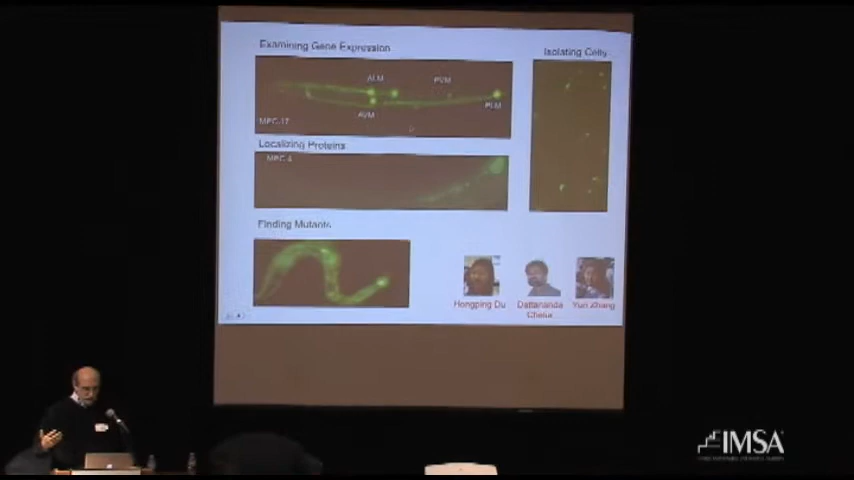 Examining Gene Expression
Isolating Cells
ALM
PVM
AVM
PLM
MEC-17
Localizing Proteins
MEC-4
Finding Mutants
Hongping Du
Dattananda
Chelur
Yun Zhang
IMSA